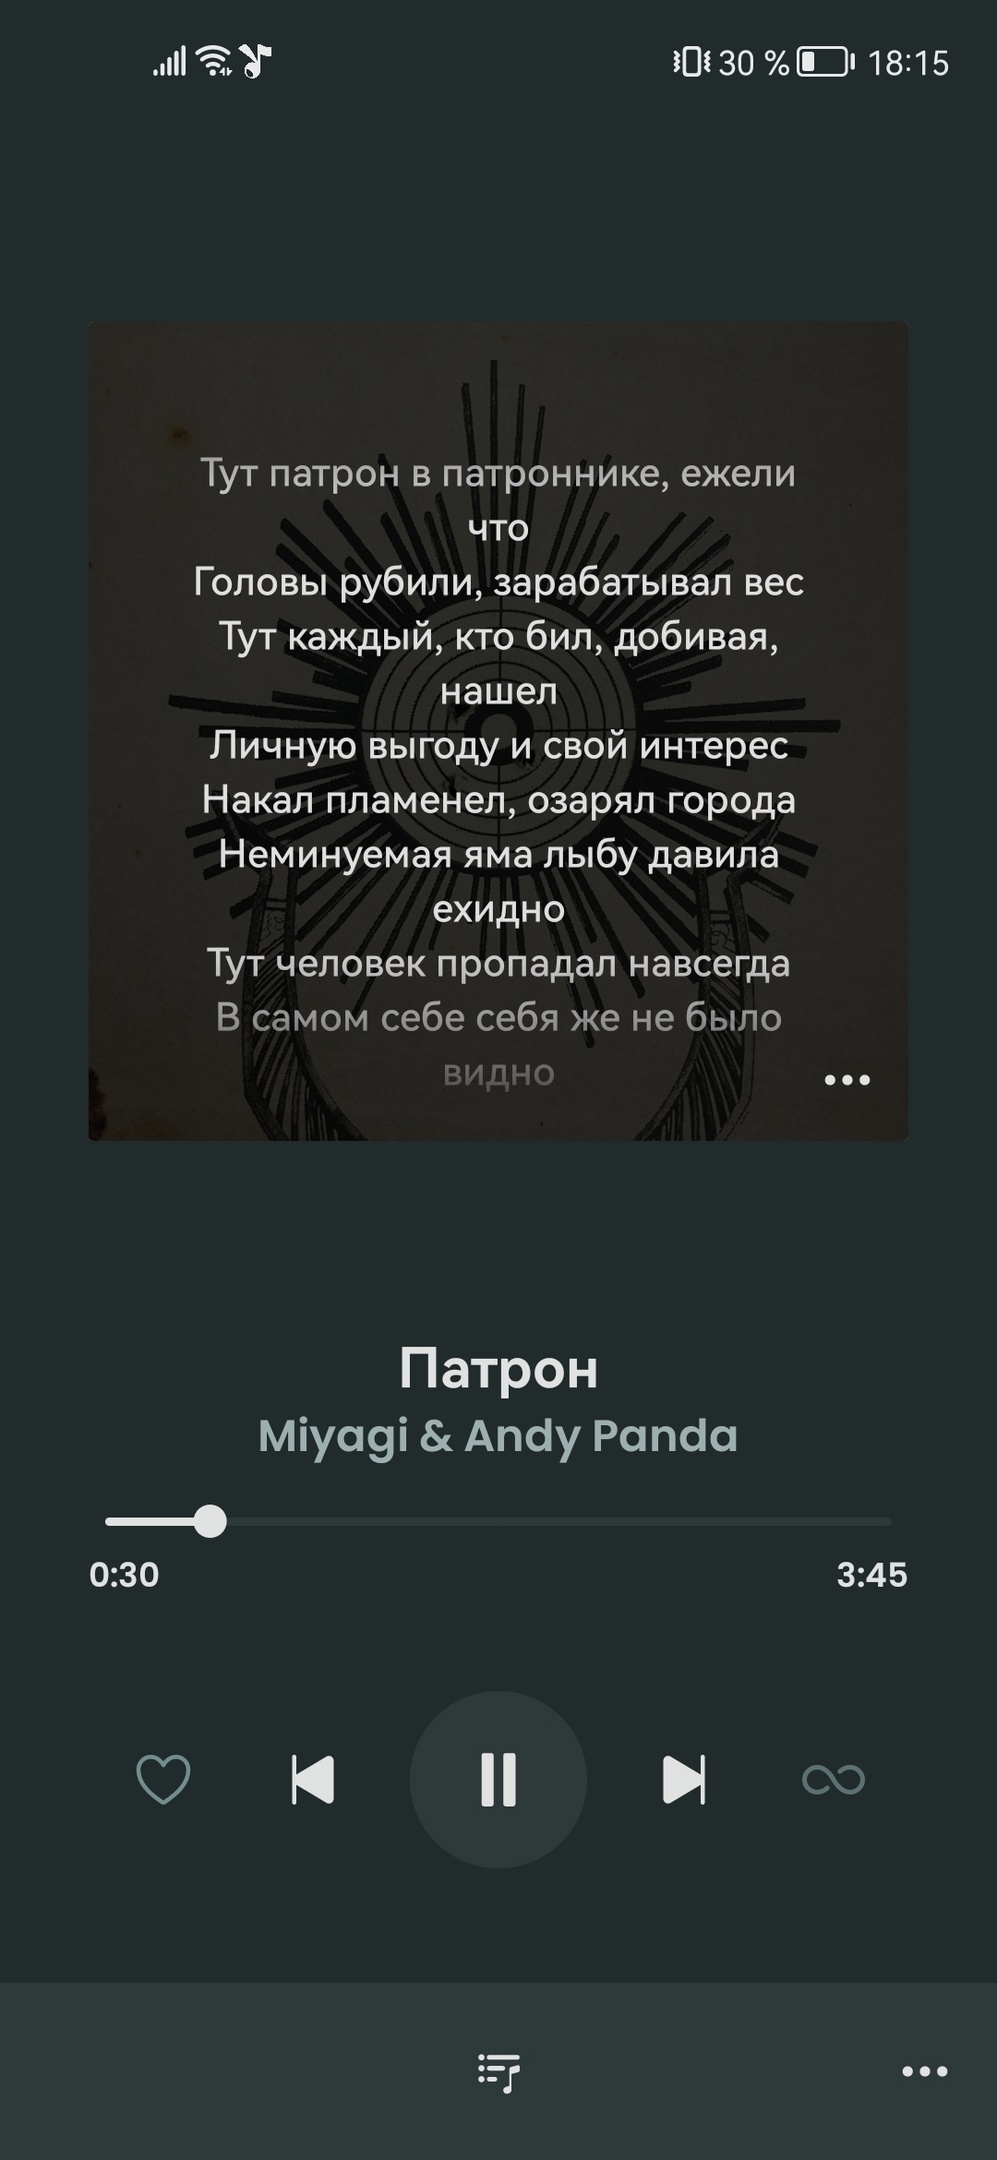 30 % 18:15
Тут патрон в патроннике, ежели
что
Головы рубили, зарабатывал вес
Тут каждый, кто бил, добивая,
нашел
Личную выгоду и свой интерес
Накал пламенел, озарял города
Неминуемая яма лыбу давила
ехидно
Тут человек пропадал навсегда
В самом себе себя же не было
видно
Патрон
Miyagi & Andy Panda
0:30 3:45